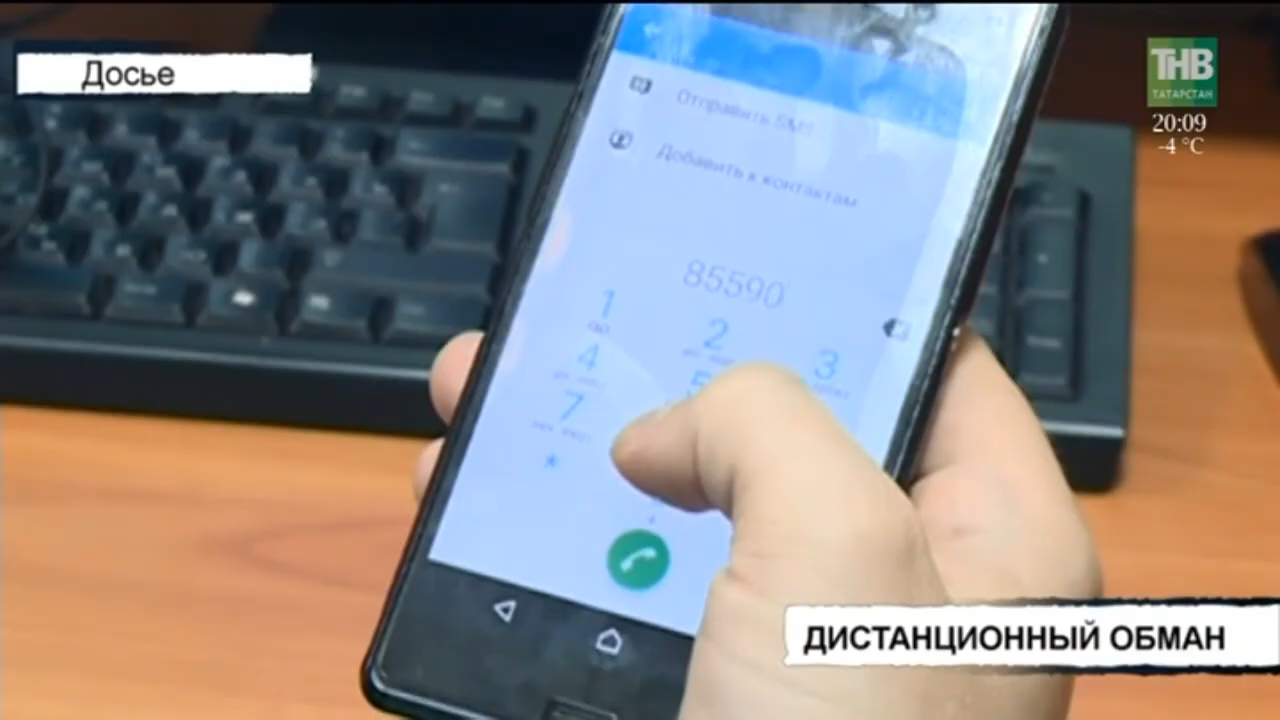 Досье
ТНВ
ТАТАРСТАН
20:09
-4 °C
Отправить SMS
Добавить к контактам
85590
1
2
3
4
5
7
*
ДИСТАНЦИОННЫЙ ОБМАН